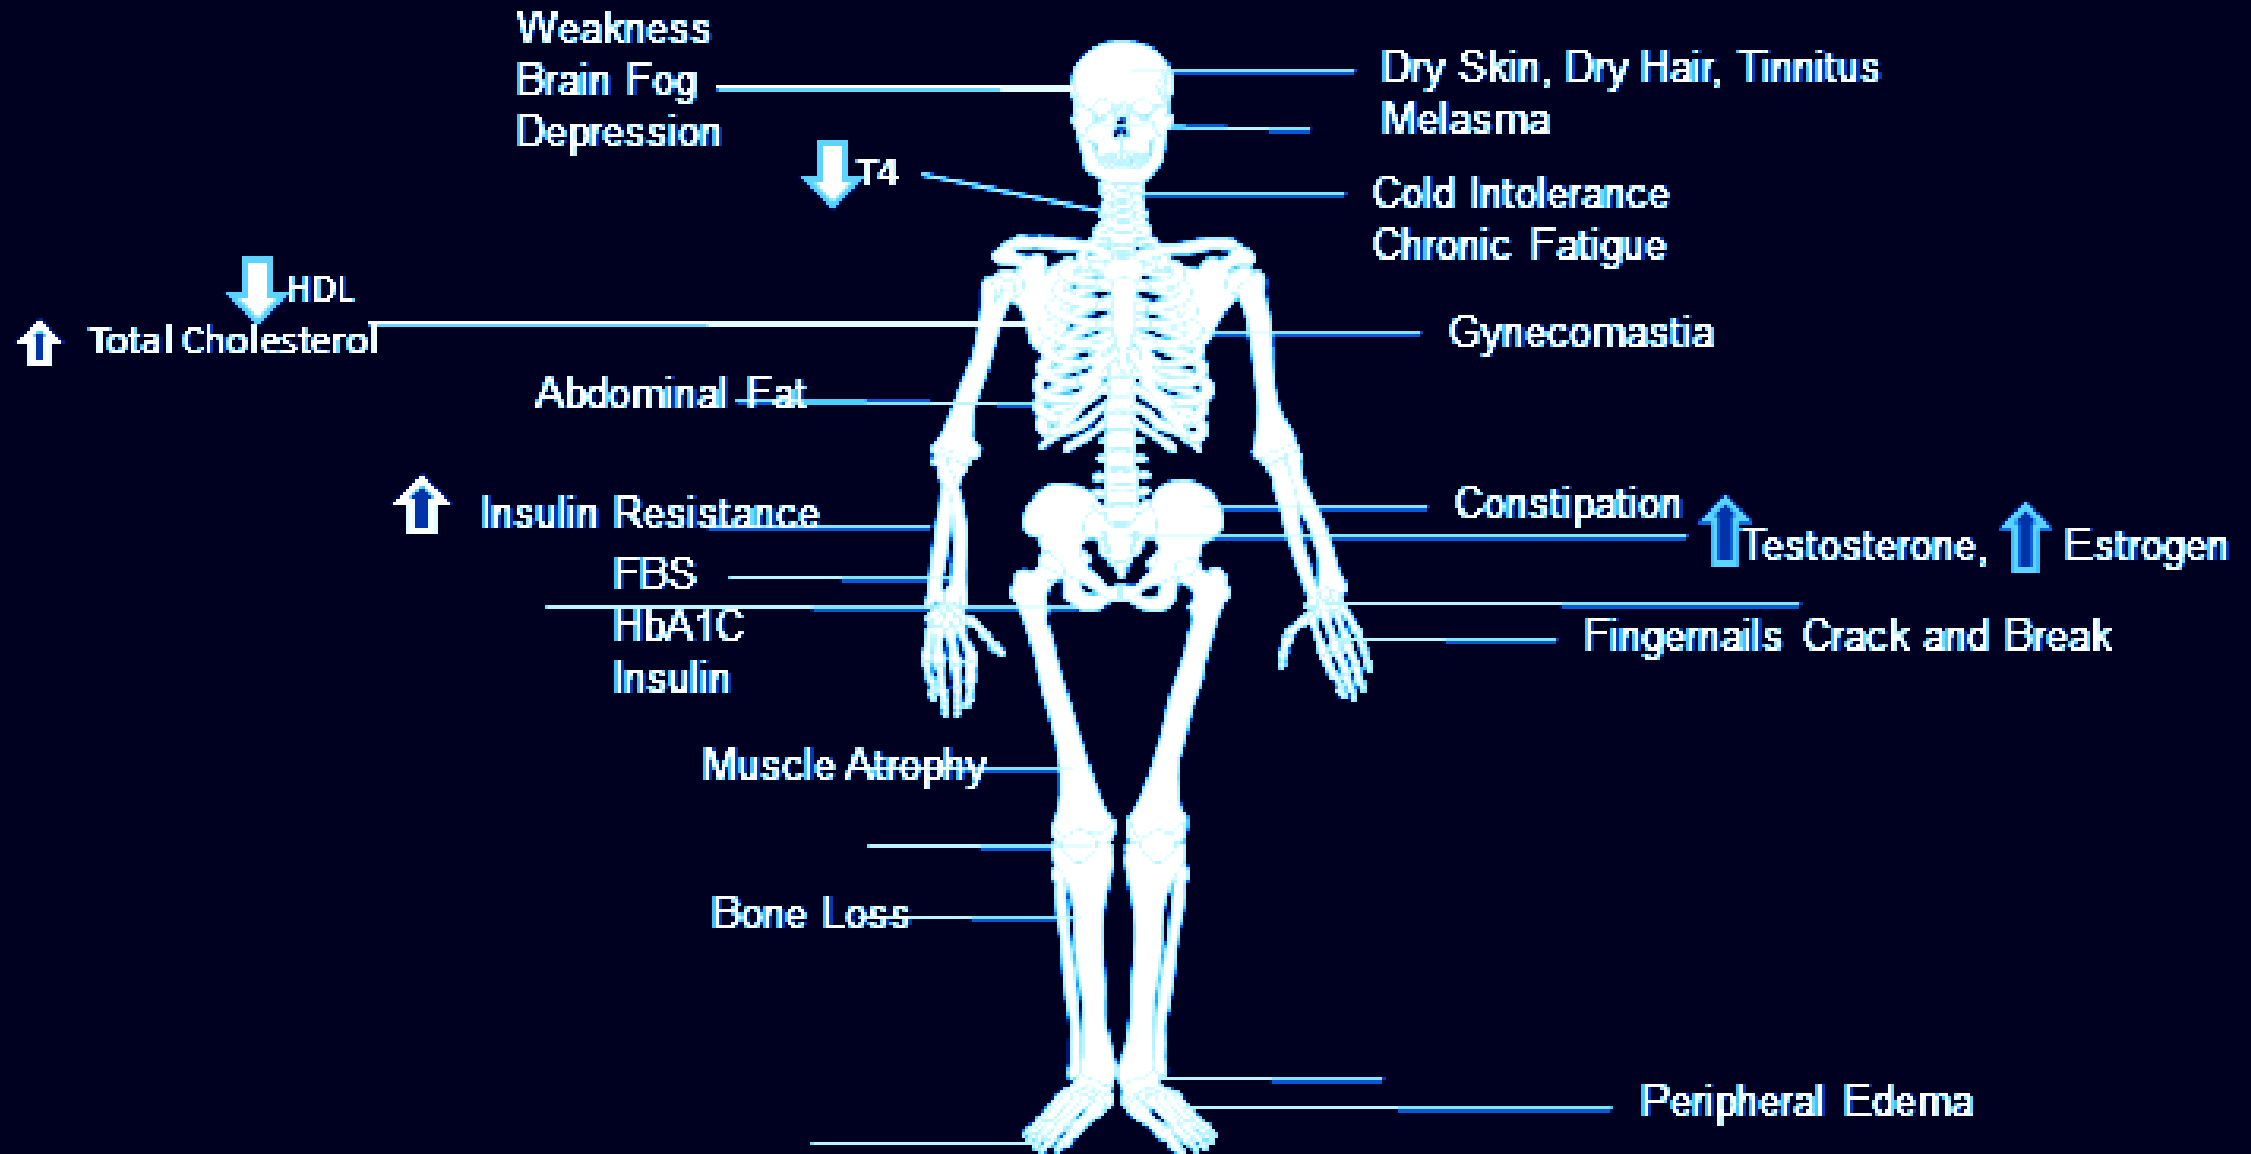 Weakness
Brain Fog
Depression
T4
HDL
Total Cholesterol
Abdominal Fat
Insulin Resistance
FBS
HbA1C
Insulin
Muscle Atrophy
Bone Loss
Dry Skin, Dry Hair, Tinnitus
Melasma
Cold Intolerance
Chronic Fatigue
Gynecomastia
Constipation
Testosterone, Estrogen
Fingernails Crack and Break
Peripheral Edema